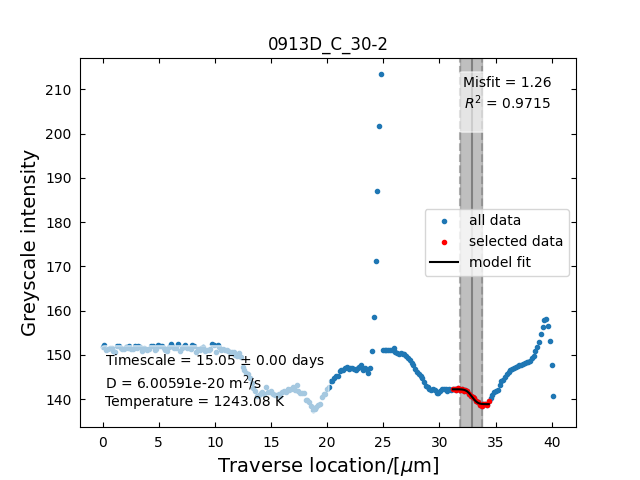 0913D_C_30-2
Misfit = 1.26
R² = 0.9715
all data
selected data
model fit
Timescale = 15.05 ± 0.00 days
D = 6.00591e-20 m²/s
Temperature = 1243.08 K
Greyscale intensity
210
200
190
180
170
160
150
140
0 5 10 15 20 25 30 35 40
Traverse location/[μm]